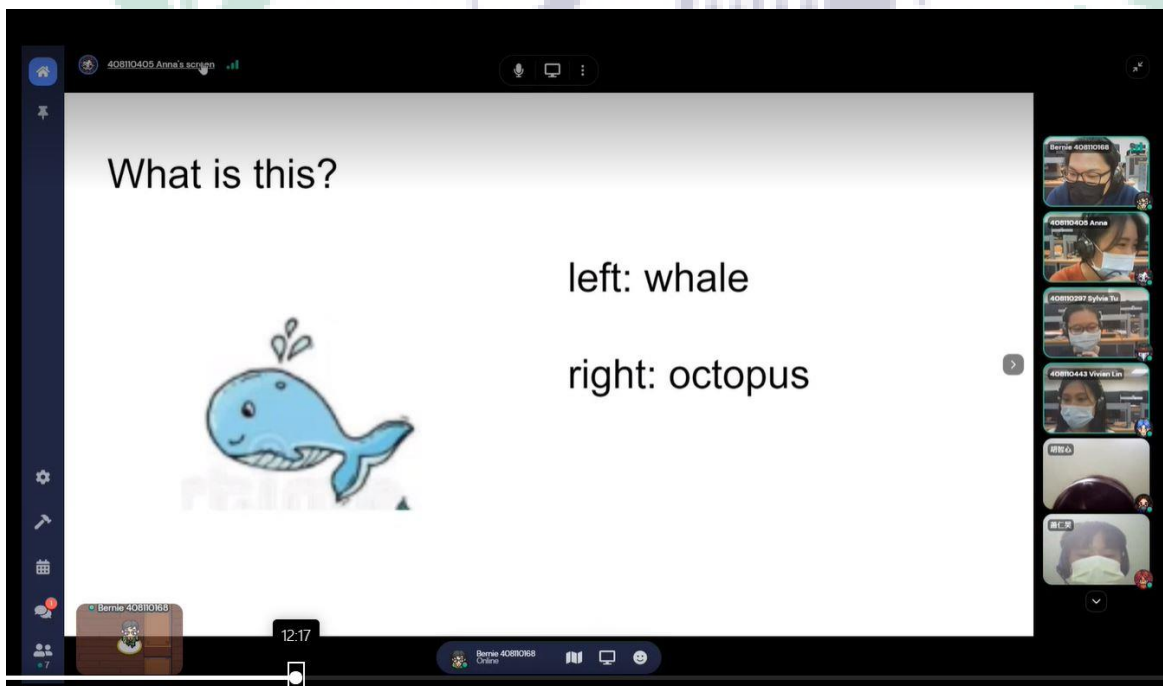 408110405 Anna's screen
What is this?
left: whale
right: octopus
Bernie 408110168
408110405 Anna
408110297 Sylvie Tu
408110443 Vivian Lin
1
7
Bernie 408110168
12:17
Bernie 408110168
Online